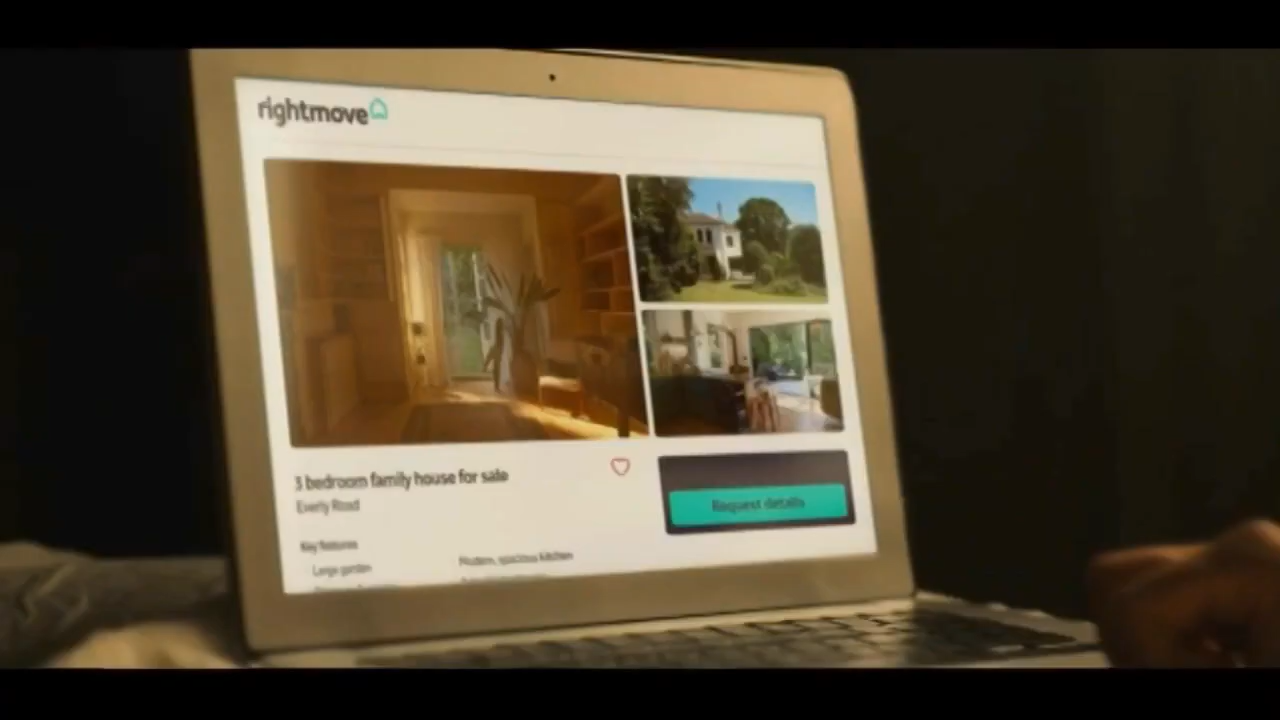 rightmove
3 bedroom family house for sale
Everly Road
Request details
Key features
Large garden
Modern, spacious kitchen